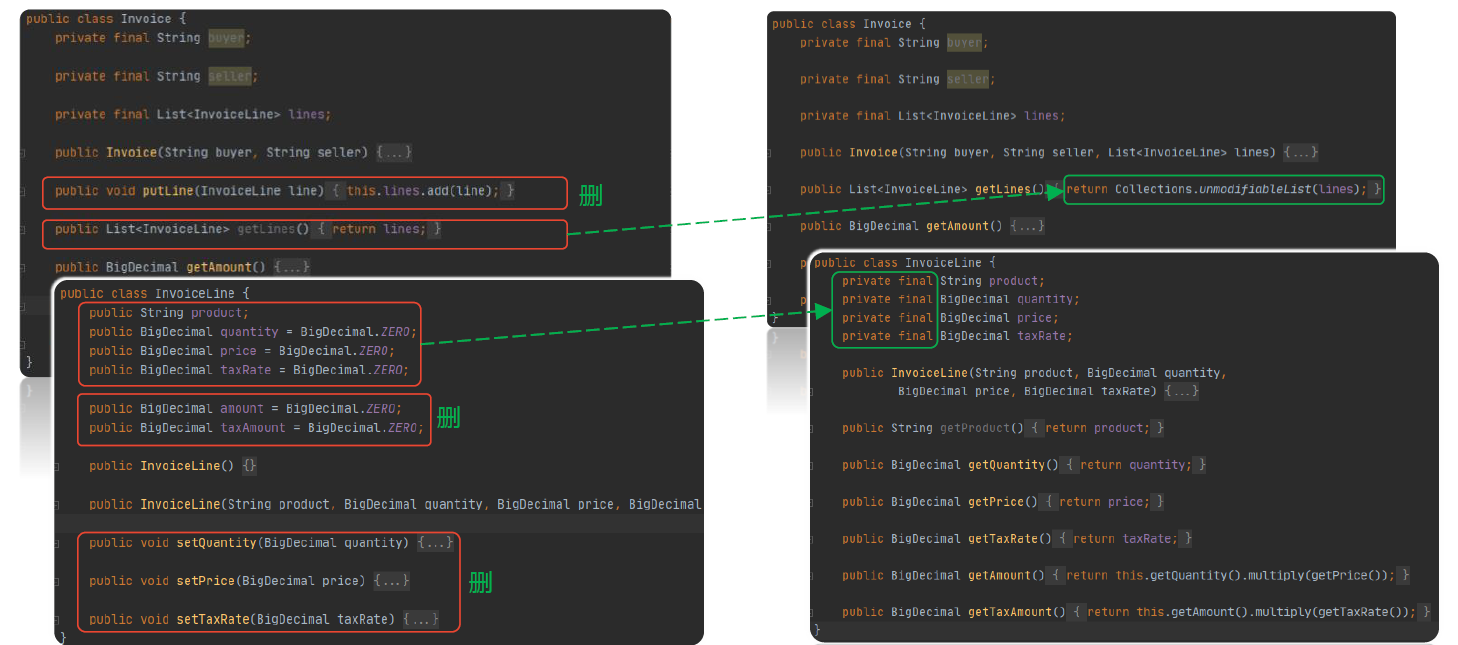 public class Invoice {
private final String buyer;
private final String seller;
private final List<InvoiceLine> lines;
public Invoice(String buyer, String seller) {...}
public void putLine(InvoiceLine line) { this.lines.add(line); }
删
public List<InvoiceLine> getLines() { return lines; }
public BigDecimal getAmount() {...}
}
}
public class InvoiceLine {
public String product;
public BigDecimal quantity = BigDecimal.ZERO;
public BigDecimal price = BigDecimal.ZERO;
public BigDecimal taxRate = BigDecimal.ZERO;
public BigDecimal amount = BigDecimal.ZERO;
public BigDecimal taxAmount = BigDecimal.ZERO;
删
public InvoiceLine() {}
public InvoiceLine(String product, BigDecimal quantity, BigDecimal price, BigDecimal
public void setQuantity(BigDecimal quantity) {...}
public void setPrice(BigDecimal price) {...}
删
public void setTaxRate(BigDecimal taxRate) {...}
}
public class Invoice {
private final String buyer;
private final String seller;
private final List<InvoiceLine> lines;
public Invoice(String buyer, String seller, List<InvoiceLine> lines) {...}
public List<InvoiceLine> getLines() { return Collections.unmodifiableList(lines); }
public BigDecimal getAmount() {...}
p
p
}
}
public class InvoiceLine {
private final String product;
private final BigDecimal quantity;
private final BigDecimal price;
private final BigDecimal taxRate;
public InvoiceLine(String product, BigDecimal quantity,
BigDecimal price, BigDecimal taxRate) {...}
public String getProduct() { return product; }
public BigDecimal getQuantity() { return quantity; }
public BigDecimal getPrice() { return price; }
public BigDecimal getTaxRate() { return taxRate; }
public BigDecimal getAmount() { return this.getQuantity().multiply(getPrice()); }
public BigDecimal getTaxAmount() { return this.getAmount().multiply(getTaxRate()); }
}